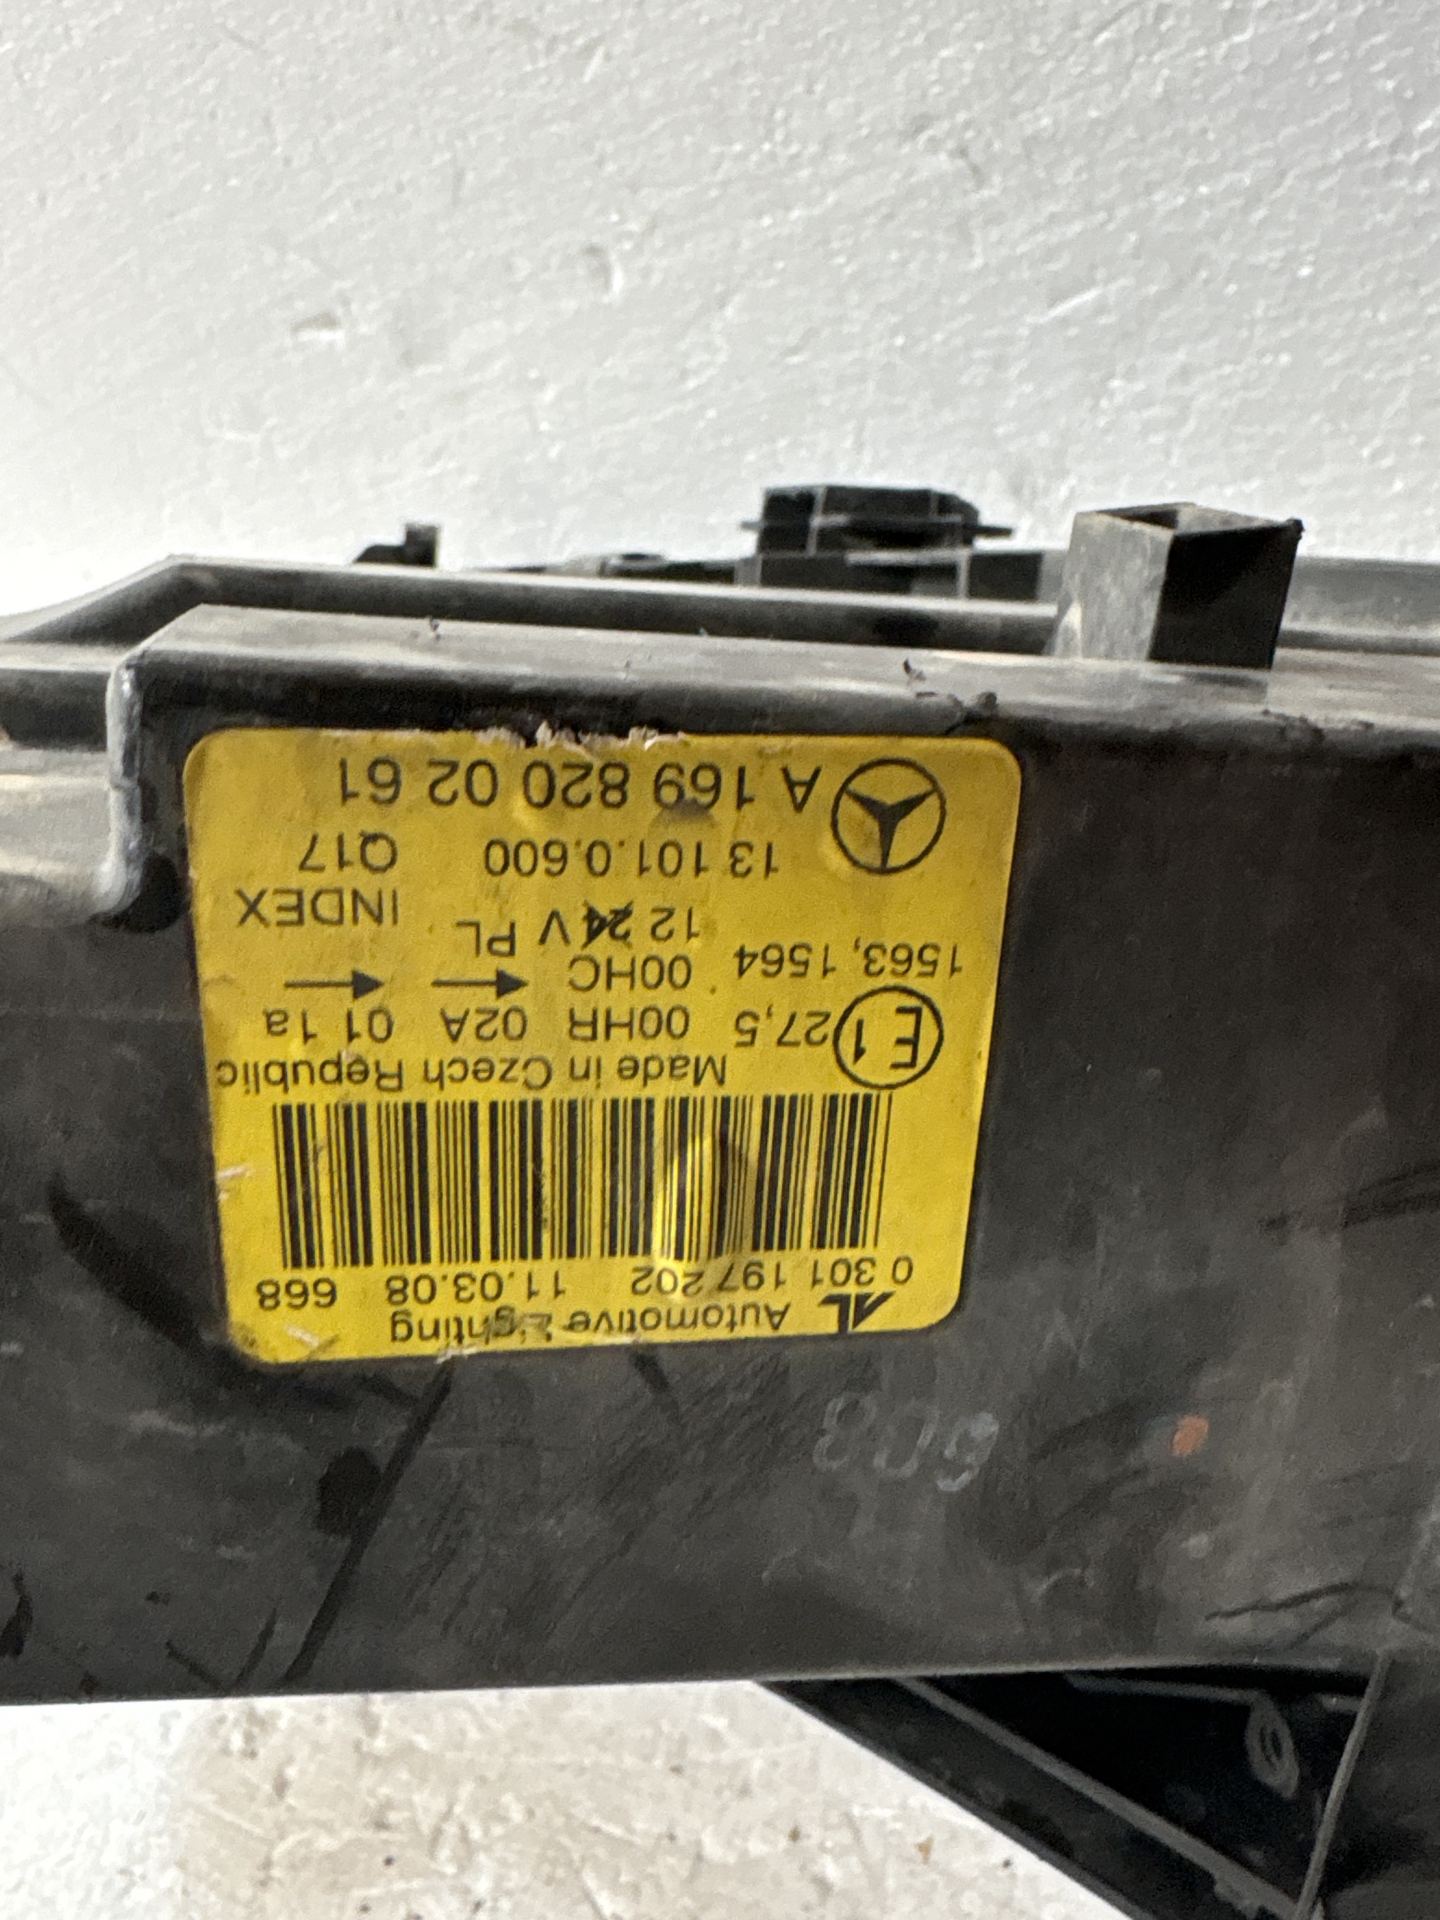 AL Automotive Lighting
0 301 197 202 11.03.08 668
Made in Czech Republic
E1 27,5 00HR 02A 01 1a
1563, 1564 00HC ← →
12 24 V PL INDEX
13 101.0.600 Q17
A 169 820 02 61